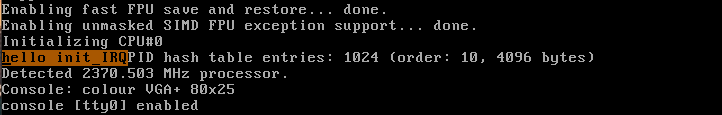 Enabling fast FPU save and restore... done.
Enabling unmasked SIMD FPU exception support... done.
Initializing CPU#0
hello init_IRQPID hash table entries: 1024 (order: 10, 4096 bytes)
Detected 2370.503 MHz processor.
Console: colour VGA+ 80x25
console [tty0] enabled